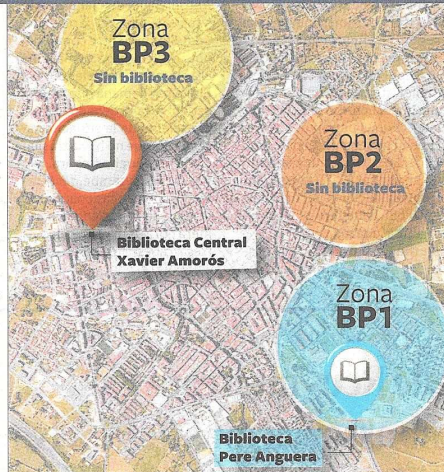 Zona
BP3
Sin biblioteca
Zona
BP2
Sin biblioteca
Biblioteca Central
Xavier Amorós
Zona
BP1
Biblioteca
Pere Anguera